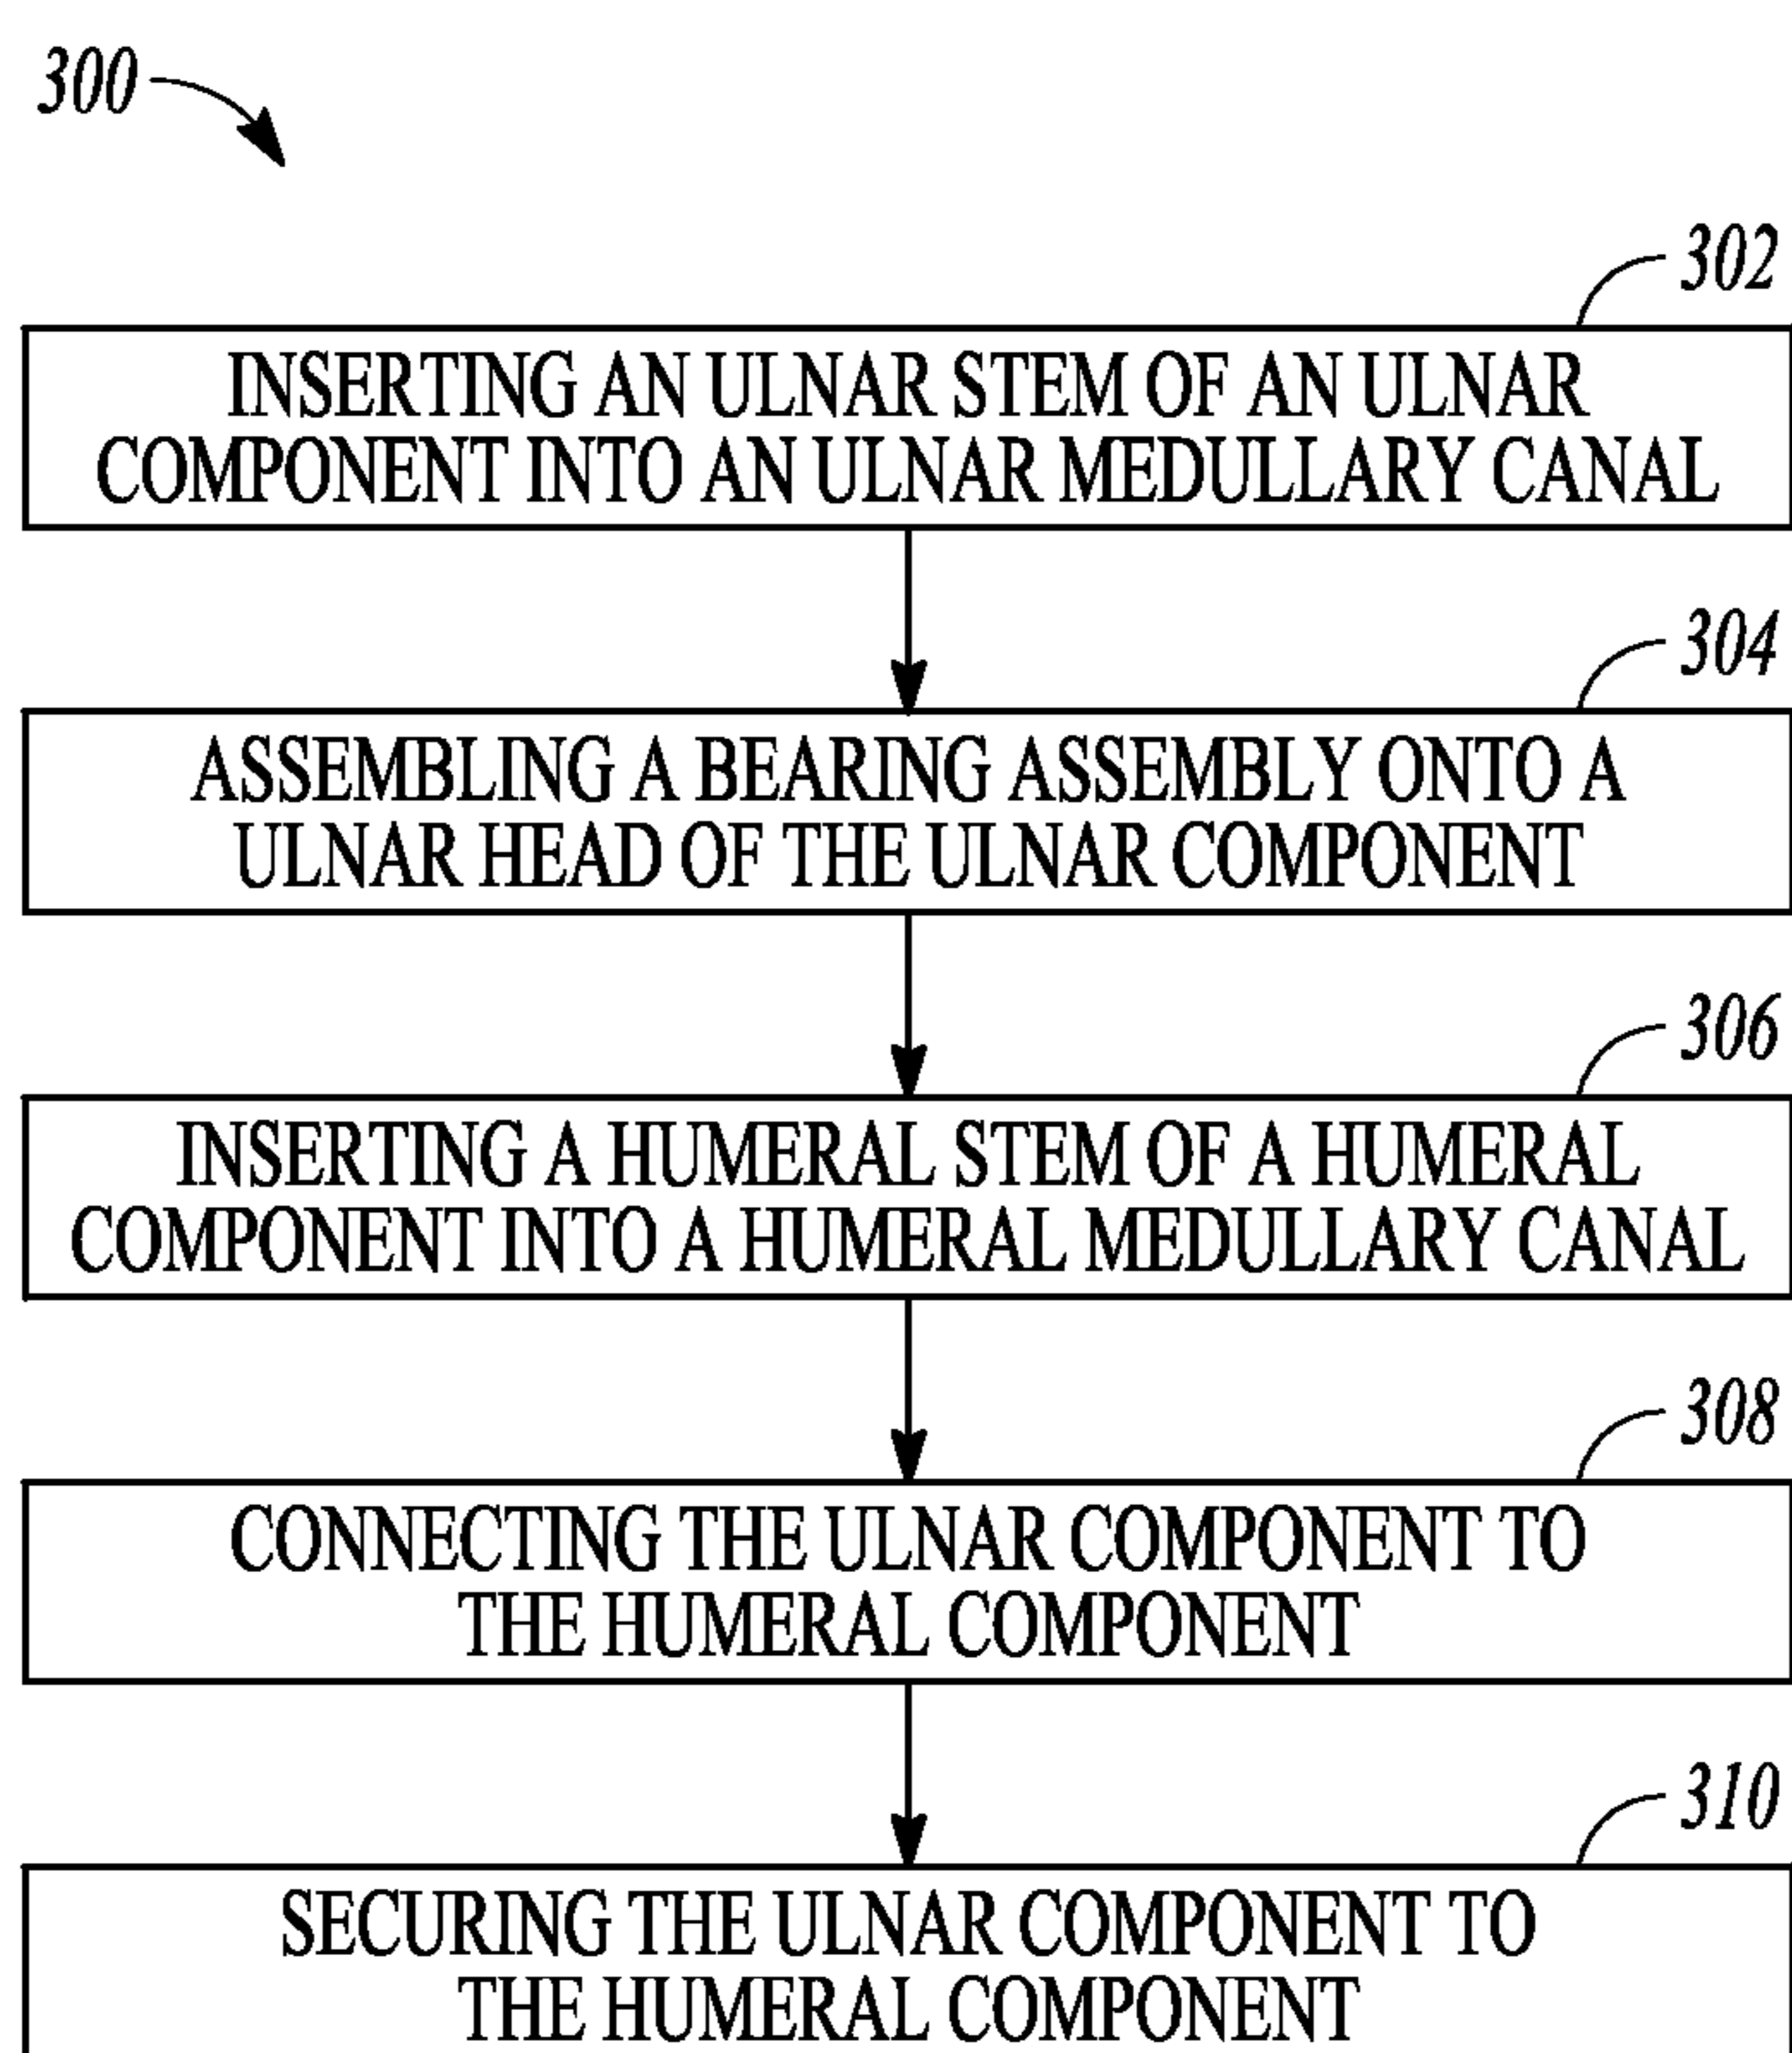 300
302
INSERTING AN ULNAR STEM OF AN ULNAR
COMPONENT INTO AN ULNAR MEDULLARY CANAL
304
ASSEMBLING A BEARING ASSEMBLY ONTO A
ULNAR HEAD OF THE ULNAR COMPONENT
306
INSERTING A HUMERAL STEM OF A HUMERAL
COMPONENT INTO A HUMERAL MEDULLARY CANAL
308
CONNECTING THE ULNAR COMPONENT TO
THE HUMERAL COMPONENT
310
SECURING THE ULNAR COMPONENT TO
THE HUMERAL COMPONENT